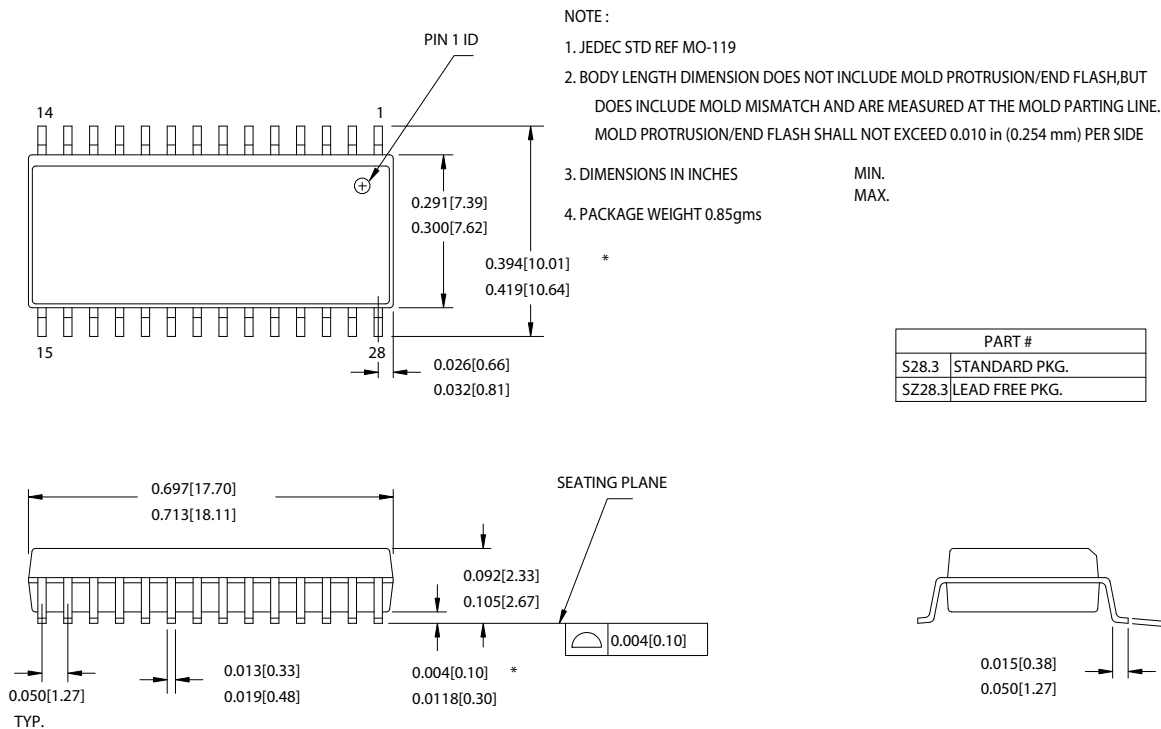 NOTE :
1. JEDEC STD REF MO-119
2. BODY LENGTH DIMENSION DOES NOT INCLUDE MOLD PROTRUSION/END FLASH,BUT
DOES INCLUDE MOLD MISMATCH AND ARE MEASURED AT THE MOLD PARTING LINE.
MOLD PROTRUSION/END FLASH SHALL NOT EXCEED 0.010 in (0.254 mm) PER SIDE
3. DIMENSIONS IN INCHES
MIN.
MAX.
4. PACKAGE WEIGHT 0.85gms
PIN 1 ID
14
1
0.291[7.39]
0.300[7.62]
0.394[10.01] *
0.419[10.64]
15
28
0.026[0.66]
0.032[0.81]
PART #
S28.3 STANDARD PKG.
SZ28.3 LEAD FREE PKG.
0.697[17.70]
0.713[18.11]
SEATING PLANE
0.092[2.33]
0.105[2.67]
0.004[0.10]
0.013[0.33]
0.019[0.48]
0.004[0.10] *
0.0118[0.30]
0.050[1.27]
TYP.
0.015[0.38]
0.050[1.27]